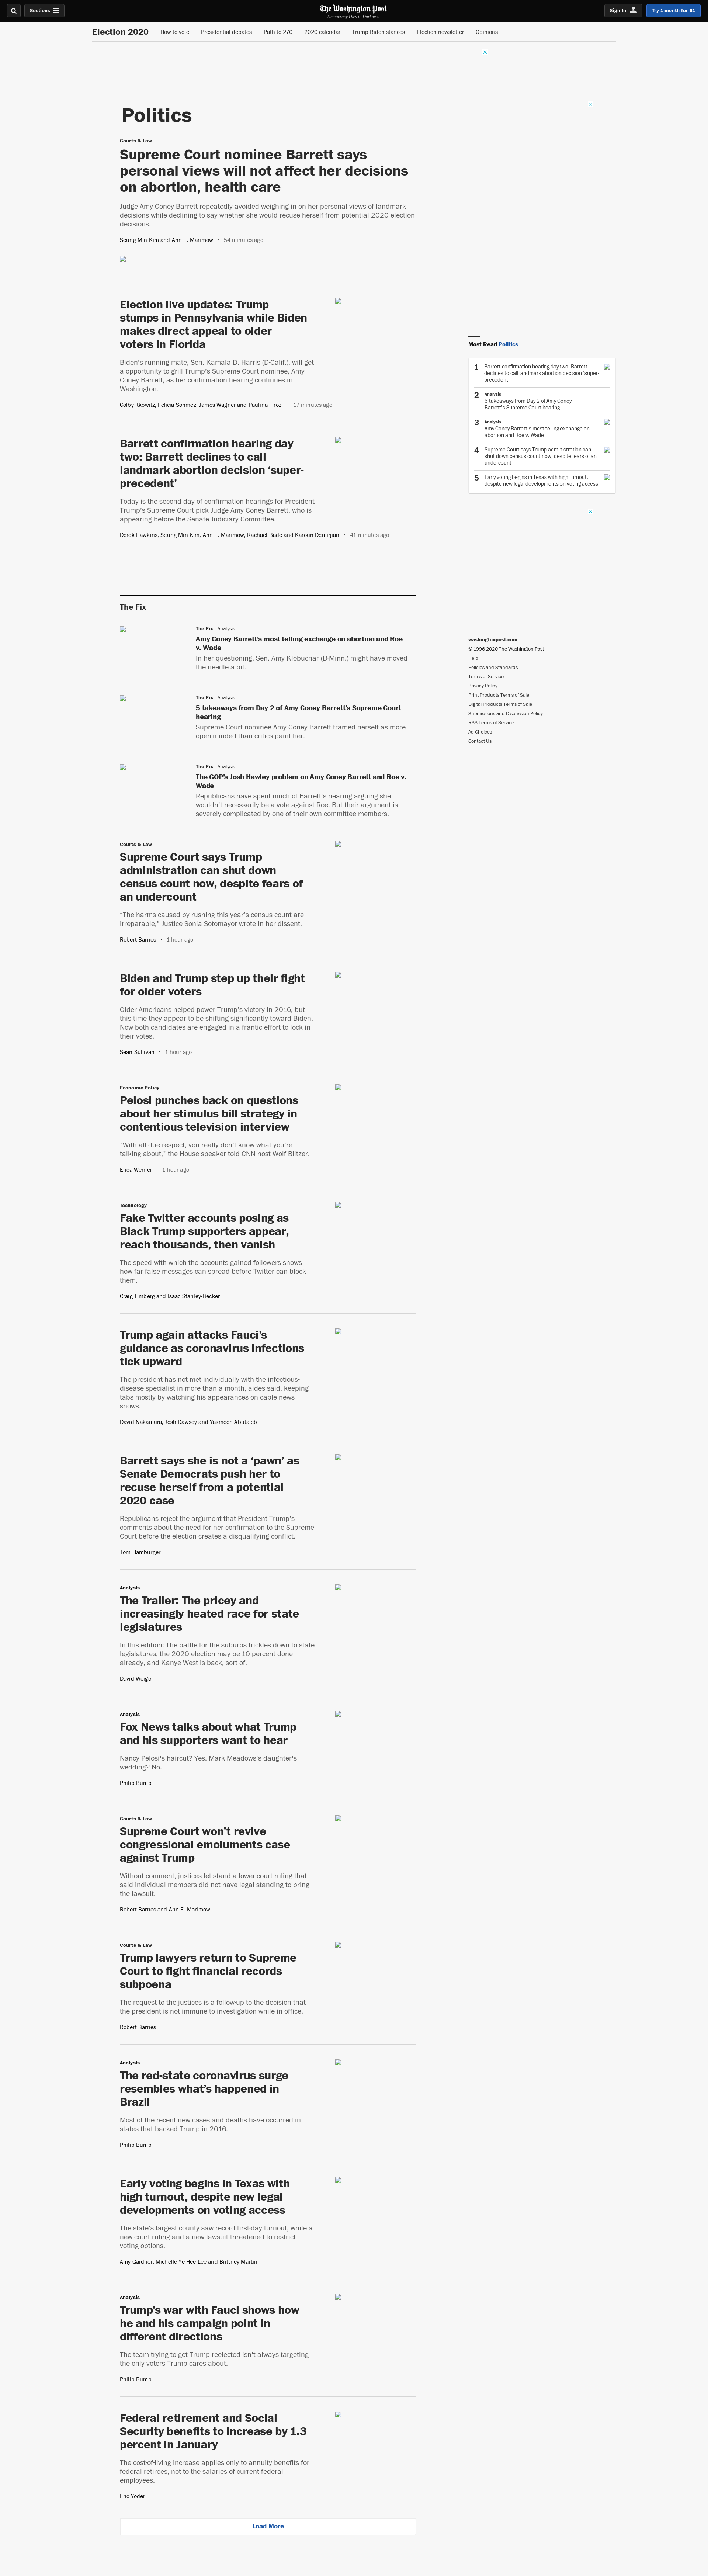 Sections
The Washington Post
Democracy Dies in Darkness
Sign In
Try 1 month for $1
Election 2020
How to vote
Presidential debates
Path to 270
2020 calendar
Trump-Biden stances
Election newsletter
Opinions
Politics
Courts & Law
Supreme Court nominee Barrett says
personal views will not affect her decisions
on abortion, health care
Judge Amy Coney Barrett repeatedly avoided weighing in on her personal views of landmark
decisions while declining to say whether she would recuse herself from potential 2020 election
decisions.
Seung Min Kim and Ann E. Marimow • 54 minutes ago
Election live updates: Trump
stumps in Pennsylvania while Biden
makes direct appeal to older
voters in Florida
Biden's running mate, Sen. Kamala D. Harris (D-Calif.), will get
a opportunity to grill Trump's Supreme Court nominee, Amy
Coney Barrett, as her confirmation hearing continues in
Washington.
Colby Itkowitz, Felicia Sonmez, James Wagner and Paulina Firozi • 17 minutes ago
Barrett confirmation hearing day
two: Barrett declines to call
landmark abortion decision ‘super-
precedent’
Today is the second day of confirmation hearings for President
Trump's Supreme Court pick Judge Amy Coney Barrett, who is
appearing before the Senate Judiciary Committee.
Derek Hawkins, Seung Min Kim, Ann E. Marimow, Rachael Bade and Karoun Demirjian • 41 minutes ago
The Fix
The Fix Analysis
Amy Coney Barrett's most telling exchange on abortion and Roe
v. Wade
In her questioning, Sen. Amy Klobuchar (D-Minn.) might have moved
the needle a bit.
The Fix Analysis
5 takeaways from Day 2 of Amy Coney Barrett's Supreme Court
hearing
Supreme Court nominee Amy Coney Barrett framed herself as more
open-minded than critics paint her.
The Fix Analysis
The GOP's Josh Hawley problem on Amy Coney Barrett and Roe v.
Wade
Republicans have spent much of Barrett's hearing arguing she
wouldn't necessarily be a vote against Roe. But their argument is
severely complicated by one of their own committee members.
Courts & Law
Supreme Court says Trump
administration can shut down
census count now, despite fears of
an undercount
“The harms caused by rushing this year's census count are
irreparable,” Justice Sonia Sotomayor wrote in her dissent.
Robert Barnes • 1 hour ago
Biden and Trump step up their fight
for older voters
Older Americans helped power Trump's victory in 2016, but
this time they appear to be shifting significantly toward Biden.
Now both candidates are engaged in a frantic effort to lock in
their votes.
Sean Sullivan • 1 hour ago
Economic Policy
Pelosi punches back on questions
about her stimulus bill strategy in
contentious television interview
"With all due respect, you really don't know what you're
talking about," the House speaker told CNN host Wolf Blitzer.
Erica Werner • 1 hour ago
Technology
Fake Twitter accounts posing as
Black Trump supporters appear,
reach thousands, then vanish
The speed with which the accounts gained followers shows
how far false messages can spread before Twitter can block
them.
Craig Timberg and Isaac Stanley-Becker
Trump again attacks Fauci's
guidance as coronavirus infections
tick upward
The president has not met individually with the infectious-
disease specialist in more than a month, aides said, keeping
tabs mostly by watching his appearances on cable news
shows.
David Nakamura, Josh Dawsey and Yasmeen Abutaleb
Barrett says she is not a ‘pawn’ as
Senate Democrats push her to
recuse herself from a potential
2020 case
Republicans reject the argument that President Trump's
comments about the need for her confirmation to the Supreme
Court before the election creates a disqualifying conflict.
Tom Hamburger
Analysis
The Trailer: The pricey and
increasingly heated race for state
legislatures
In this edition: The battle for the suburbs trickles down to state
legislatures, the 2020 election may be 10 percent done
already, and Kanye West is back, sort of.
David Weigel
Analysis
Fox News talks about what Trump
and his supporters want to hear
Nancy Pelosi's haircut? Yes. Mark Meadows's daughter's
wedding? No.
Philip Bump
Courts & Law
Supreme Court won't revive
congressional emoluments case
against Trump
Without comment, justices let stand a lower-court ruling that
said individual members did not have legal standing to bring
the lawsuit.
Robert Barnes and Ann E. Marimow
Courts & Law
Trump lawyers return to Supreme
Court to fight financial records
subpoena
The request to the justices is a follow-up to the decision that
the president is not immune to investigation while in office.
Robert Barnes
Analysis
The red-state coronavirus surge
resembles what's happened in
Brazil
Most of the recent new cases and deaths have occurred in
states that backed Trump in 2016.
Philip Bump
Early voting begins in Texas with
high turnout, despite new legal
developments on voting access
The state's largest county saw record first-day turnout, while a
new court ruling and a new lawsuit threatened to restrict
voting options.
Amy Gardner, Michelle Ye Hee Lee and Brittney Martin
Analysis
Trump's war with Fauci shows how
he and his campaign point in
different directions
The team trying to get Trump reelected isn't always targeting
the only voters Trump cares about.
Philip Bump
Federal retirement and Social
Security benefits to increase by 1.3
percent in January
The cost-of-living increase applies only to annuity benefits for
federal retirees, not to the salaries of current federal
employees.
Eric Yoder
Load More
Most Read Politics
1 Barrett confirmation hearing day two: Barrett
declines to call landmark abortion decision ‘super-
precedent’
2 Analysis
5 takeaways from Day 2 of Amy Coney
Barrett's Supreme Court hearing
3 Analysis
Amy Coney Barrett's most telling exchange on
abortion and Roe v. Wade
4 Supreme Court says Trump administration can
shut down census count now, despite fears of an
undercount
5 Early voting begins in Texas with high turnout,
despite new legal developments on voting access
washingtonpost.com
© 1996-2020 The Washington Post
Help
Policies and Standards
Terms of Service
Privacy Policy
Print Products Terms of Sale
Digital Products Terms of Sale
Submissions and Discussion Policy
RSS Terms of Service
Ad Choices
Contact Us